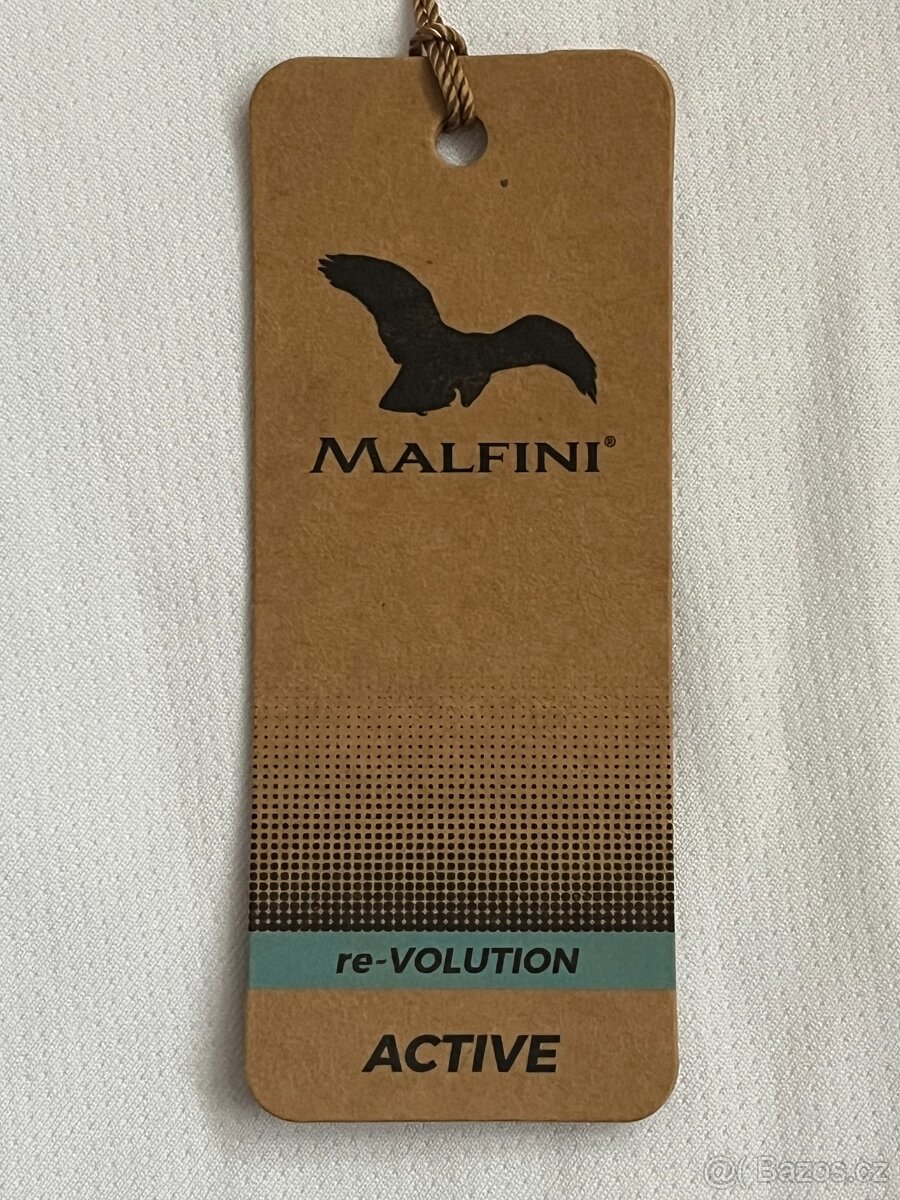 MALFINI®
re-VOLUTION
ACTIVE
@( Bazos.cz